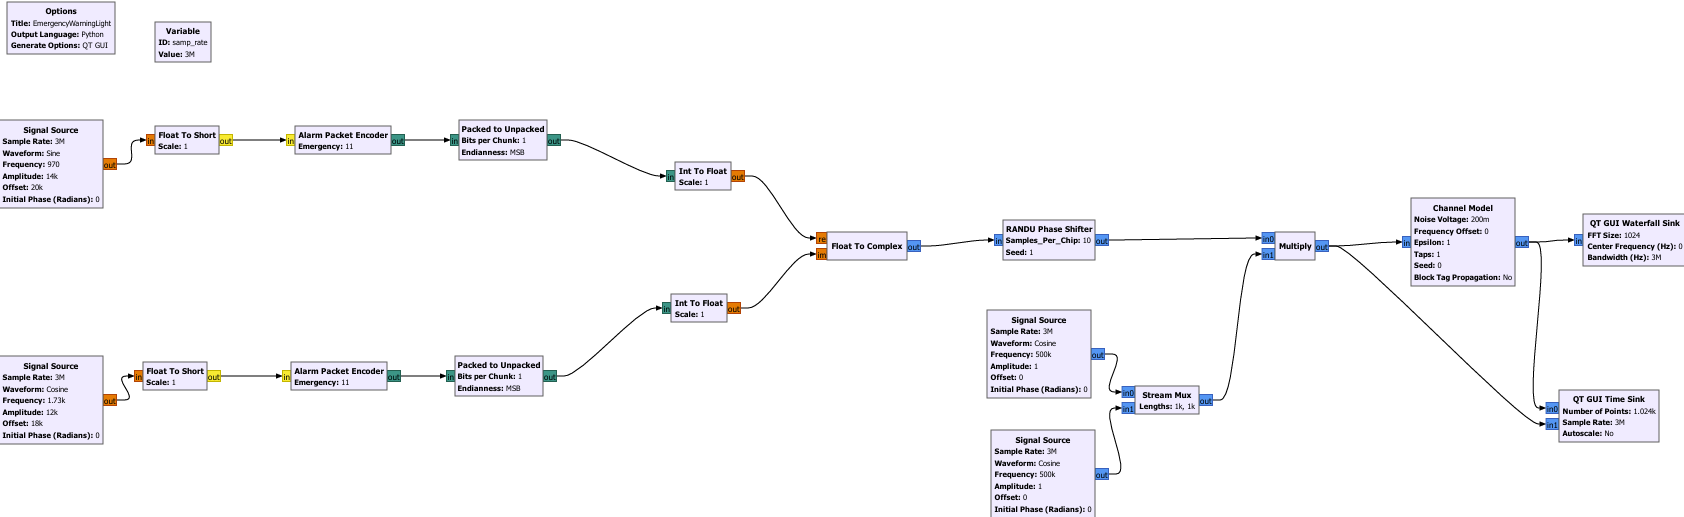 Options
Title: EmergencyWarningLight
Output Language: Python
Generate Options: QT GUI
Variable
ID: samp_rate
Value: 3M
Signal Source
Sample Rate: 3M
Waveform: Sine
Frequency: 970
Amplitude: 14k
Offset: 20k
Initial Phase (Radians): 0
out
in
Float To Short
Scale: 1
out
in
Alarm Packet Encoder
Emergency: 11
out
in
Packed to Unpacked
Bits per Chunk: 1
Endianness: MSB
out
in
Int To Float
Scale: 1
out
Signal Source
Sample Rate: 3M
Waveform: Cosine
Frequency: 1.73k
Amplitude: 12k
Offset: 18k
Initial Phase (Radians): 0
out
in
Float To Short
Scale: 1
out
in
Alarm Packet Encoder
Emergency: 11
out
in
Packed to Unpacked
Bits per Chunk: 1
Endianness: MSB
out
in
Int To Float
Scale: 1
out
re
im
Float To Complex
out
in
RANDU Phase Shifter
Samples_Per_Chip: 10
Seed: 1
out
Signal Source
Sample Rate: 3M
Waveform: Cosine
Frequency: 500k
Amplitude: 1
Offset: 0
Initial Phase (Radians): 0
out
Signal Source
Sample Rate: 3M
Waveform: Cosine
Frequency: 500k
Amplitude: 1
Offset: 0
Initial Phase (Radians): 0
out
in0
in1
Stream Mux
Lengths: 1k, 1k
out
in0
in1
Multiply
out
in
Channel Model
Noise Voltage: 200m
Frequency Offset: 0
Epsilon: 1
Taps: 1
Seed: 0
Block Tag Propagation: No
out
in
QT GUI Waterfall Sink
FFT Size: 1024
Center Frequency (Hz): 0
Bandwidth (Hz): 3M
in0
in1
QT GUI Time Sink
Number of Points: 1.024k
Sample Rate: 3M
Autoscale: No